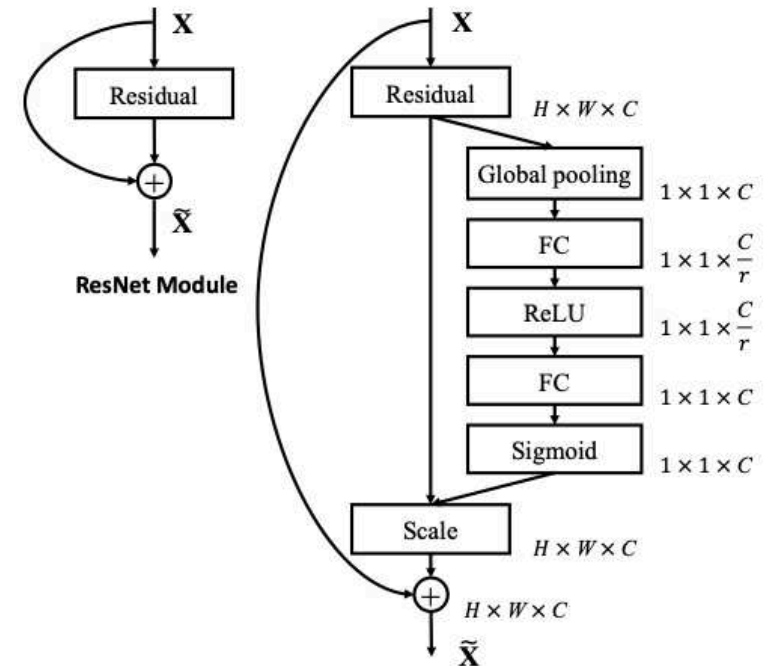 X
Residual
+
X̃
ResNet Module
X
Residual
H × W × C
Global pooling
1 × 1 × C
FC
1 × 1 × C/r
ReLU
1 × 1 × C/r
FC
1 × 1 × C
Sigmoid
1 × 1 × C
Scale
H × W × C
+
H × W × C
X̃